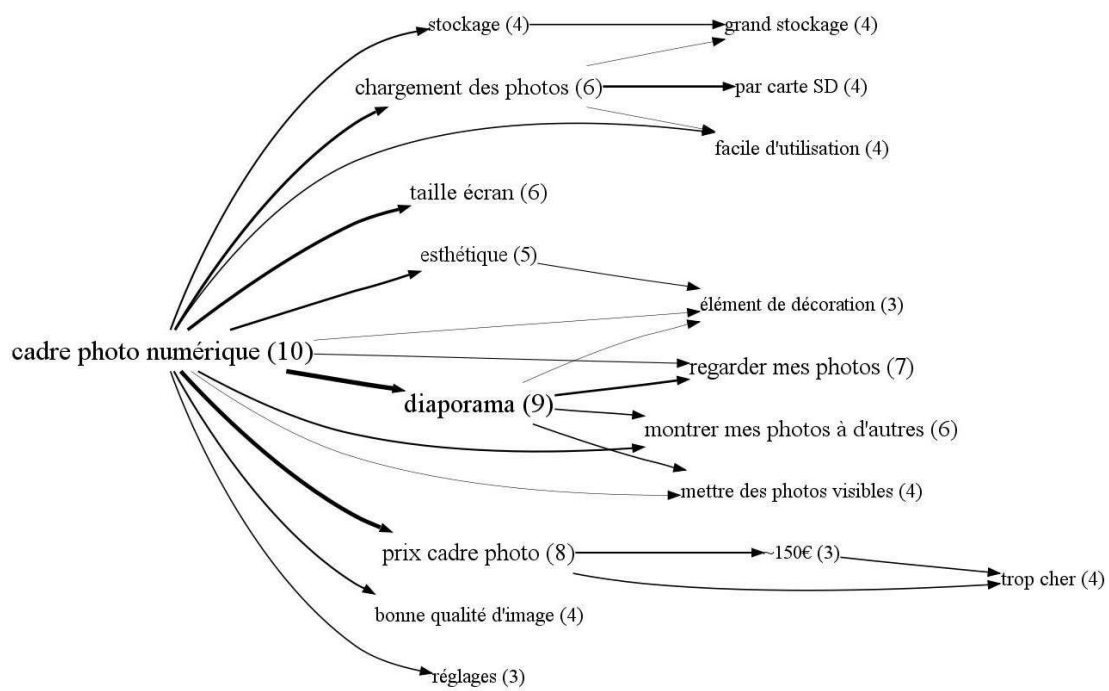 stockage (4)
grand stockage (4)
chargement des photos (6)
par carte SD (4)
facile d'utilisation (4)
taille écran (6)
esthétique (5)
élément de décoration (3)
cadre photo numérique (10)
regarder mes photos (7)
diaporama (9)
montrer mes photos à d'autres (6)
mettre des photos visibles (4)
prix cadre photo (8)
~150€ (3)
trop cher (4)
bonne qualité d'image (4)
réglages (3)